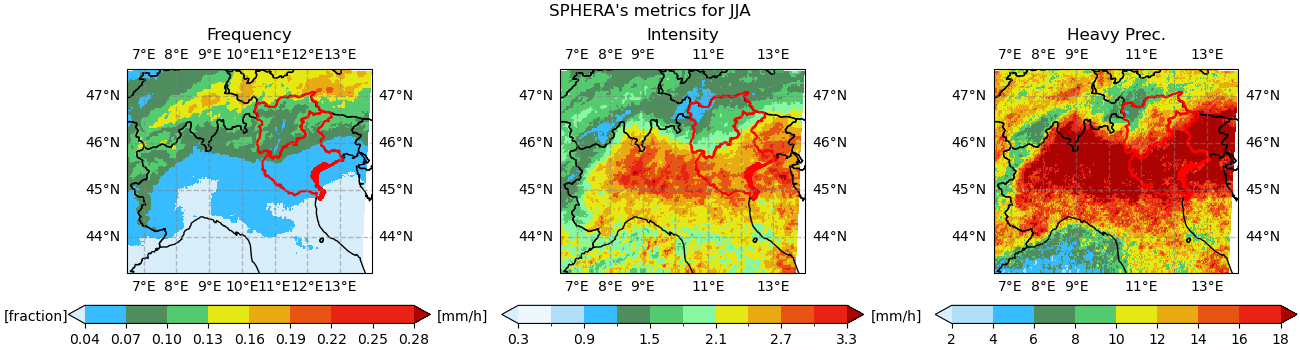 SPHERA's metrics for JJA
Frequency
Intensity
Heavy Prec.
7°E 8°E 9°E 10°E 11°E 12°E 13°E
7°E 8°E 9°E 11°E 13°E
7°E 8°E 9°E 11°E 13°E
47°N 47°N 47°N 47°N 47°N 47°N
46°N 46°N 46°N 46°N 46°N 46°N
45°N 45°N 45°N 45°N 45°N 45°N
44°N 44°N 44°N 44°N 44°N 44°N
7°E 8°E 9°E 11°E 13°E
7°E 8°E 9°E 11°E 13°E
7°E 8°E 9°E 11°E 13°E
[fraction]
0.04 0.07 0.10 0.13 0.16 0.19 0.22 0.25 0.28
[mm/h]
0.3 0.9 1.5 2.1 2.7 3.3
[mm/h]
2 4 6 8 10 12 14 16 18